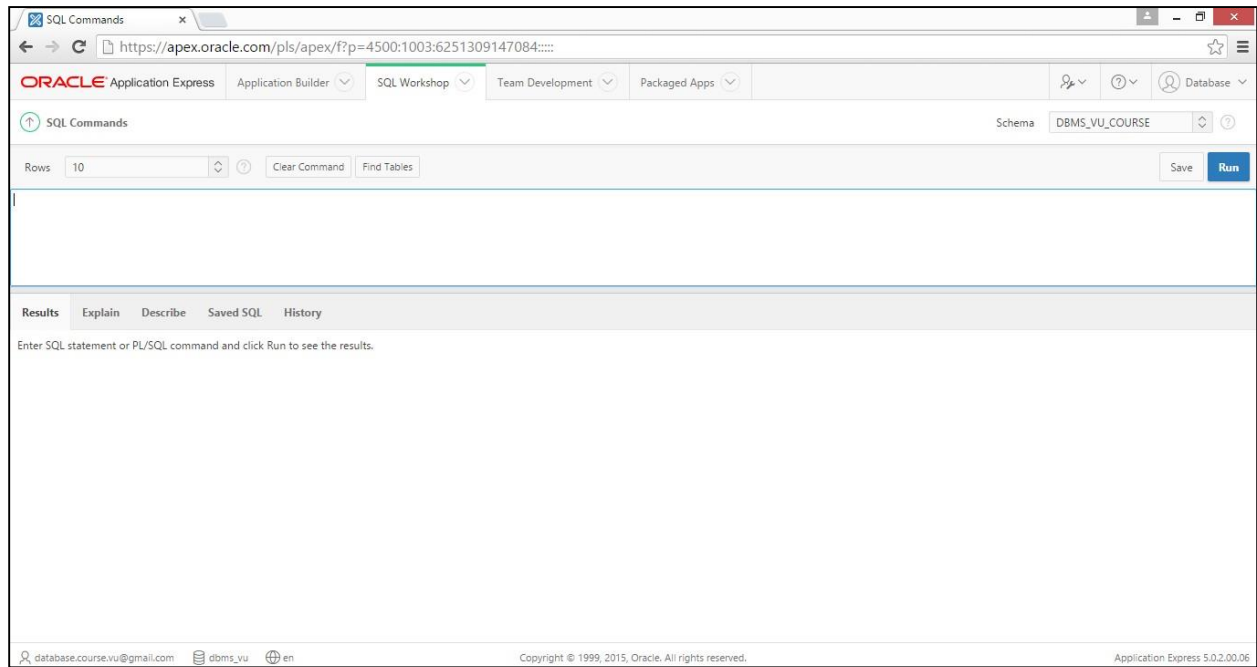 SQL Commands
https://apex.oracle.com/pls/apex/f?p=4500:1003:6251309147084:::::
ORACLE Application Express Application Builder SQL Workshop Team Development Packaged Apps Database
SQL Commands Schema DBMS_VU_COURSE
Rows 10 Clear Command Find Tables Save Run
Results Explain Describe Saved SQL History
Enter SQL statement or PL/SQL command and click Run to see the results.
database.course.vu@gmail.com dbms_vu en Copyright © 1999, 2015, Oracle. All rights reserved. Application Express 5.0.2.00.06